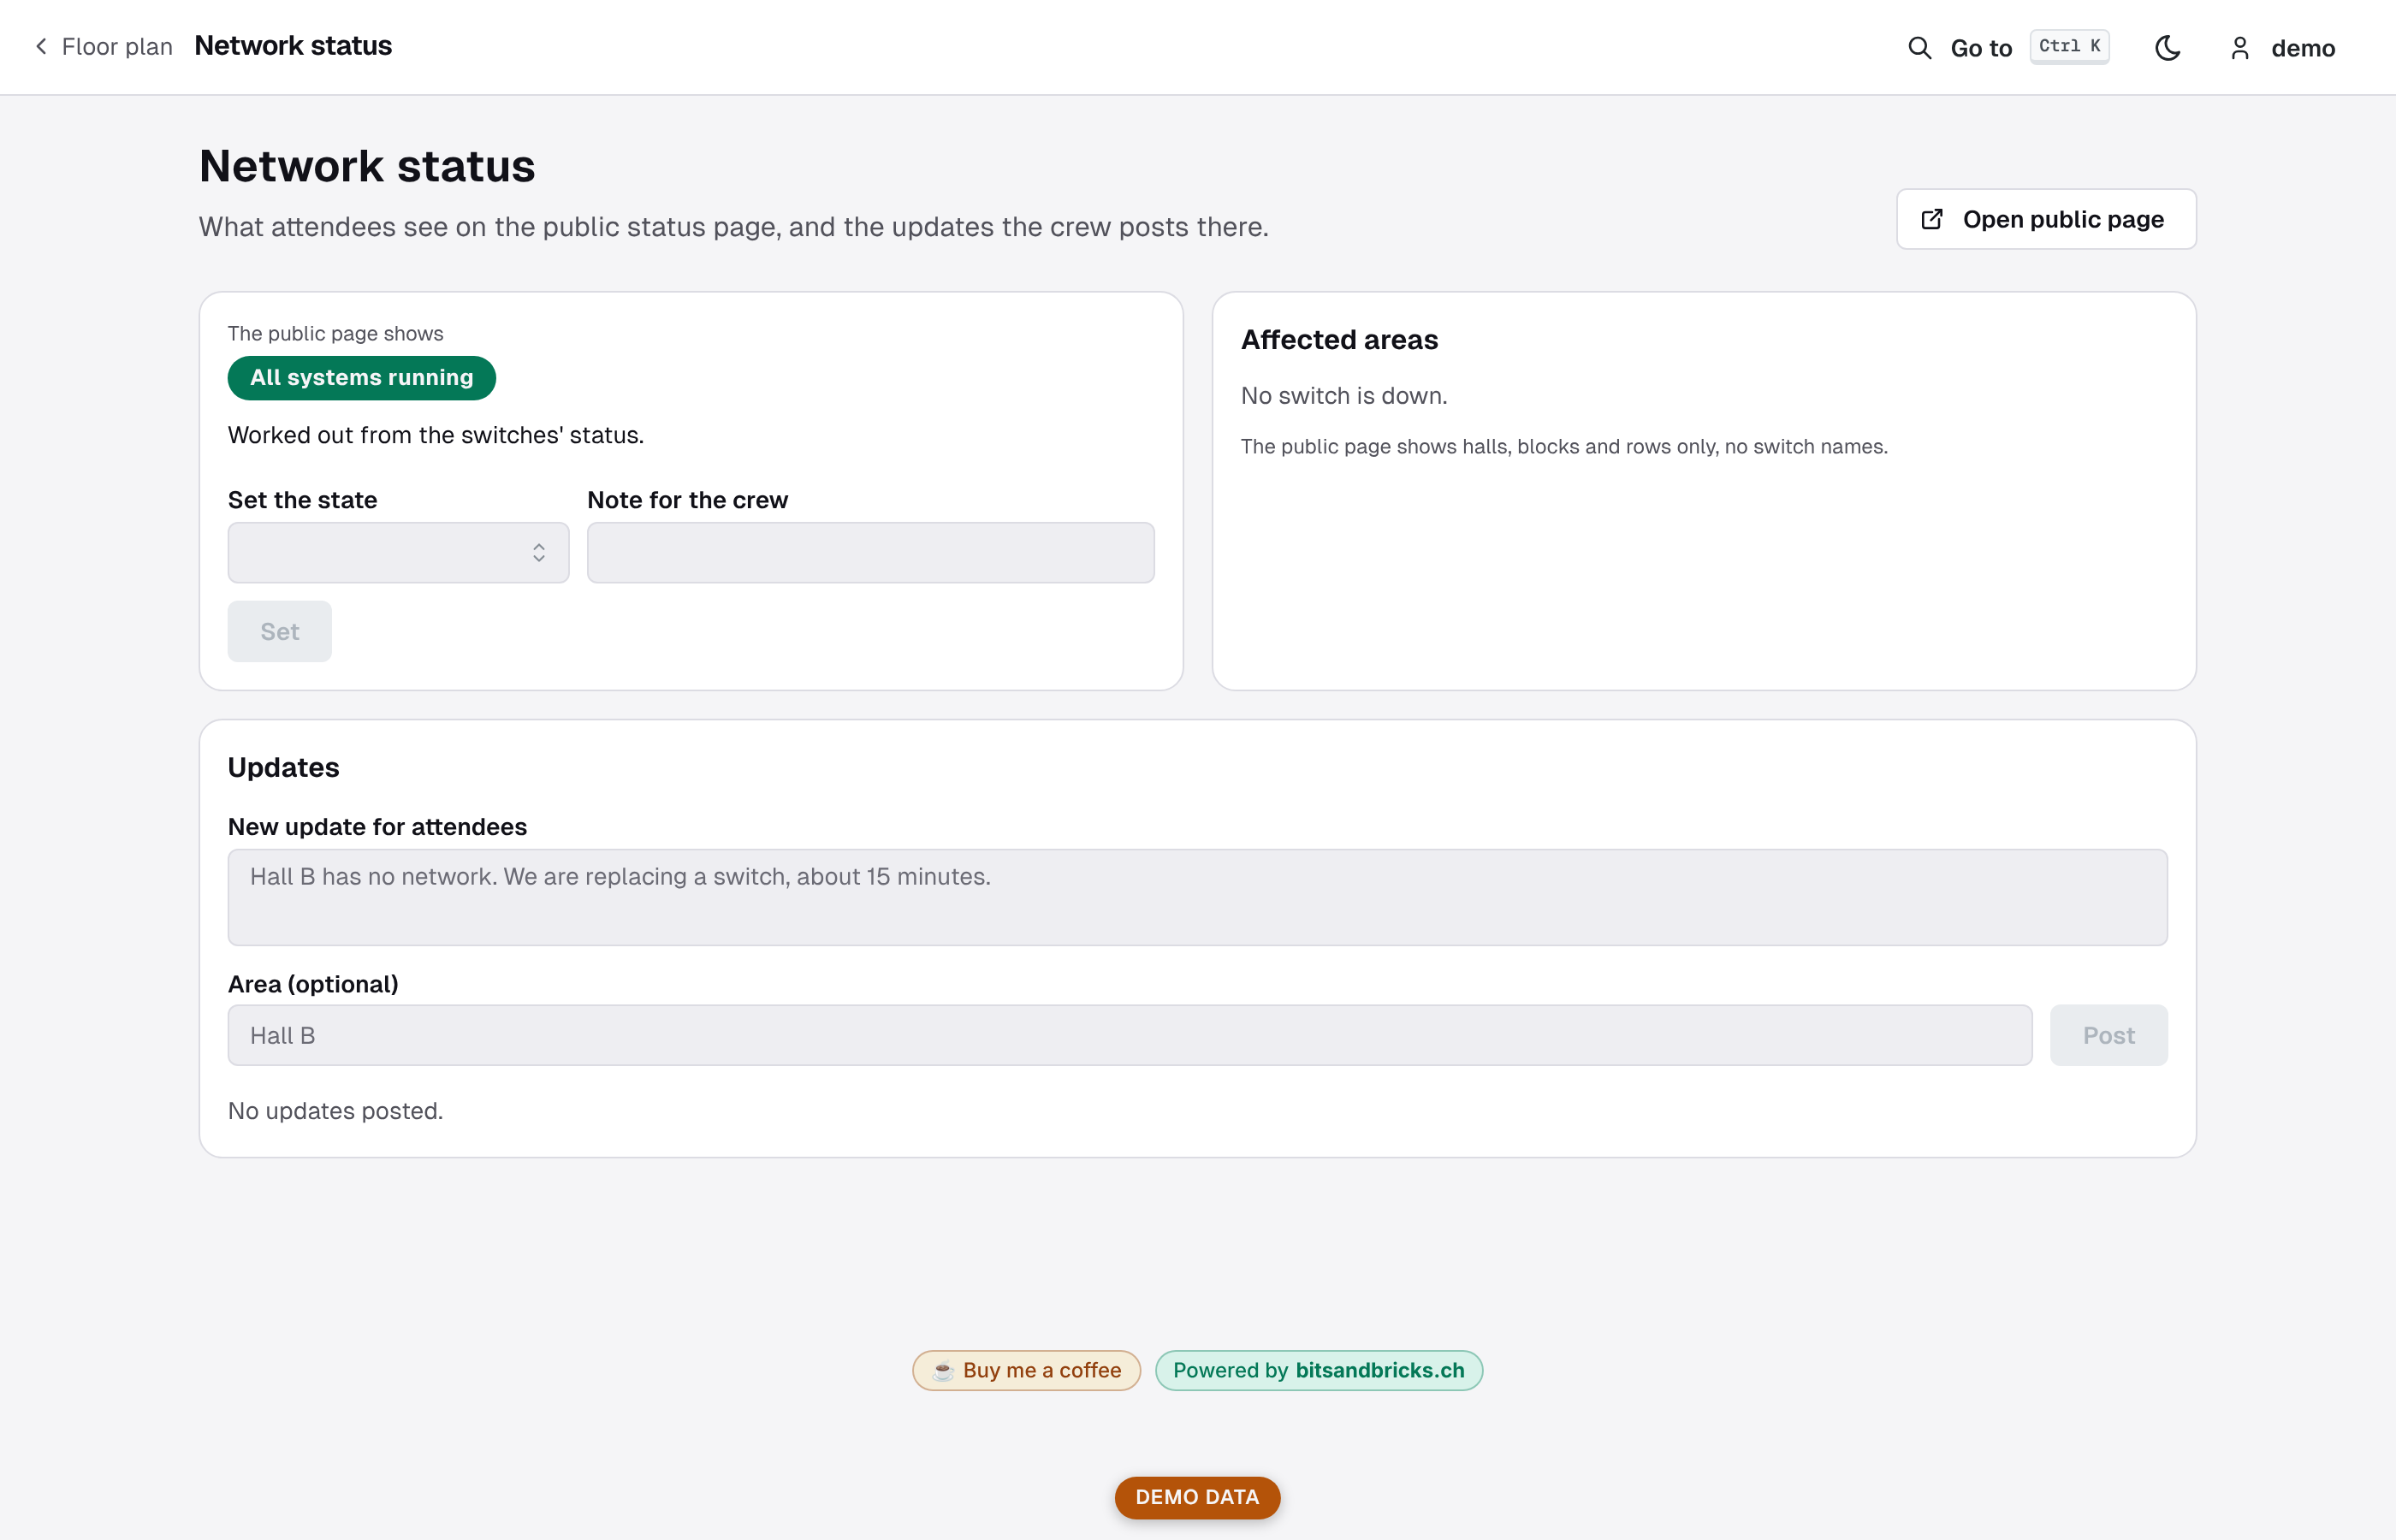 Floor plan Network status
Go to Ctrl K demo
Network status
What attendees see on the public status page, and the updates the crew posts there.
Open public page
The public page shows
All systems running
Worked out from the switches' status.
Set the state
Note for the crew
Set
Affected areas
No switch is down.
The public page shows halls, blocks and rows only, no switch names.
Updates
New update for attendees
Hall B has no network. We are replacing a switch, about 15 minutes.
Area (optional)
Hall B
Post
No updates posted.
☕ Buy me a coffee
Powered by bitsandbricks.ch
DEMO DATA